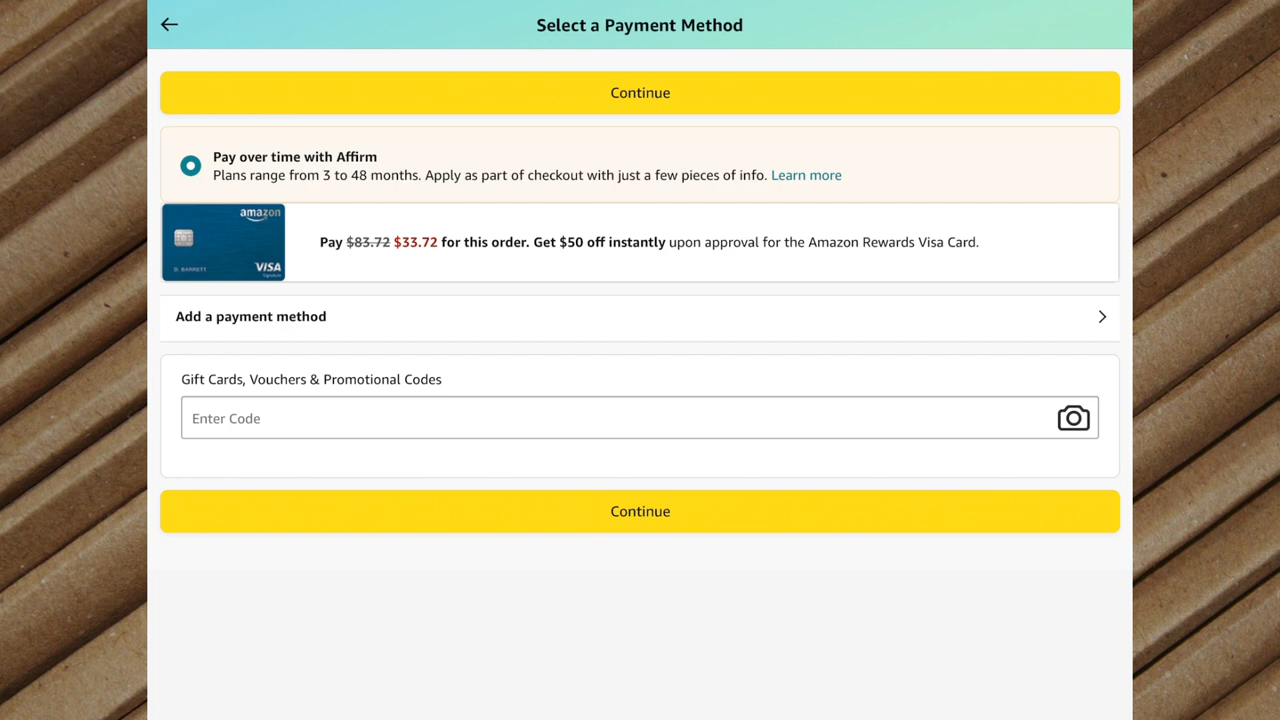 Select a Payment Method
Continue
Pay over time with Affirm
Plans range from 3 to 48 months. Apply as part of checkout with just a few pieces of info. Learn more
amazon
D. BARRETT
VISA
Signature
Pay $83.72 $33.72 for this order. Get $50 off instantly upon approval for the Amazon Rewards Visa Card.
Add a payment method
Gift Cards, Vouchers & Promotional Codes
Enter Code
Continue